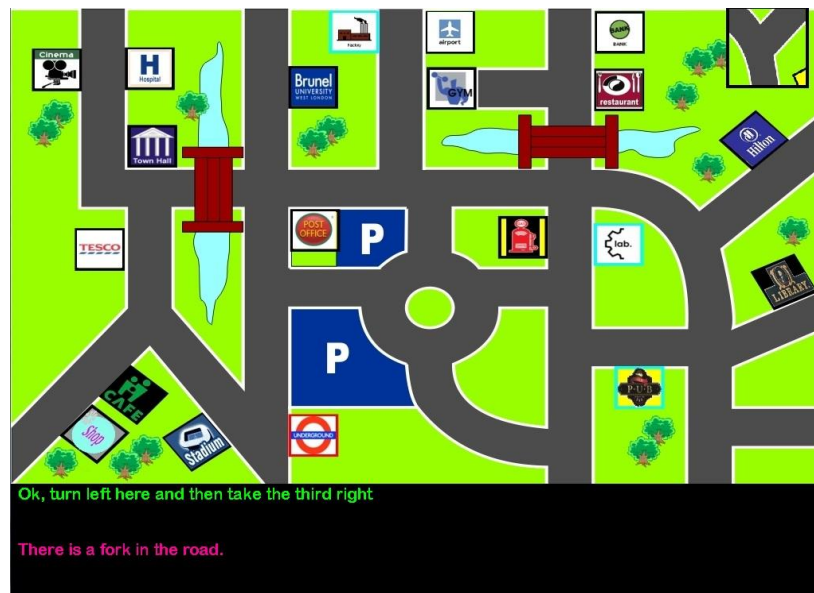 Factory
airport
BANK
Cinema
H
Hospital
Brunel
UNIVERSITY
WEST LONDON
GYM
restaurant
Town Hall
Hilton
TESCO
POST
OFFICE
P
lab.
LIBRARY
P
PUB
CAFE
Shop
Stadium
UNDERGROUND
Ok, turn left here and then take the third right
There is a fork in the road.